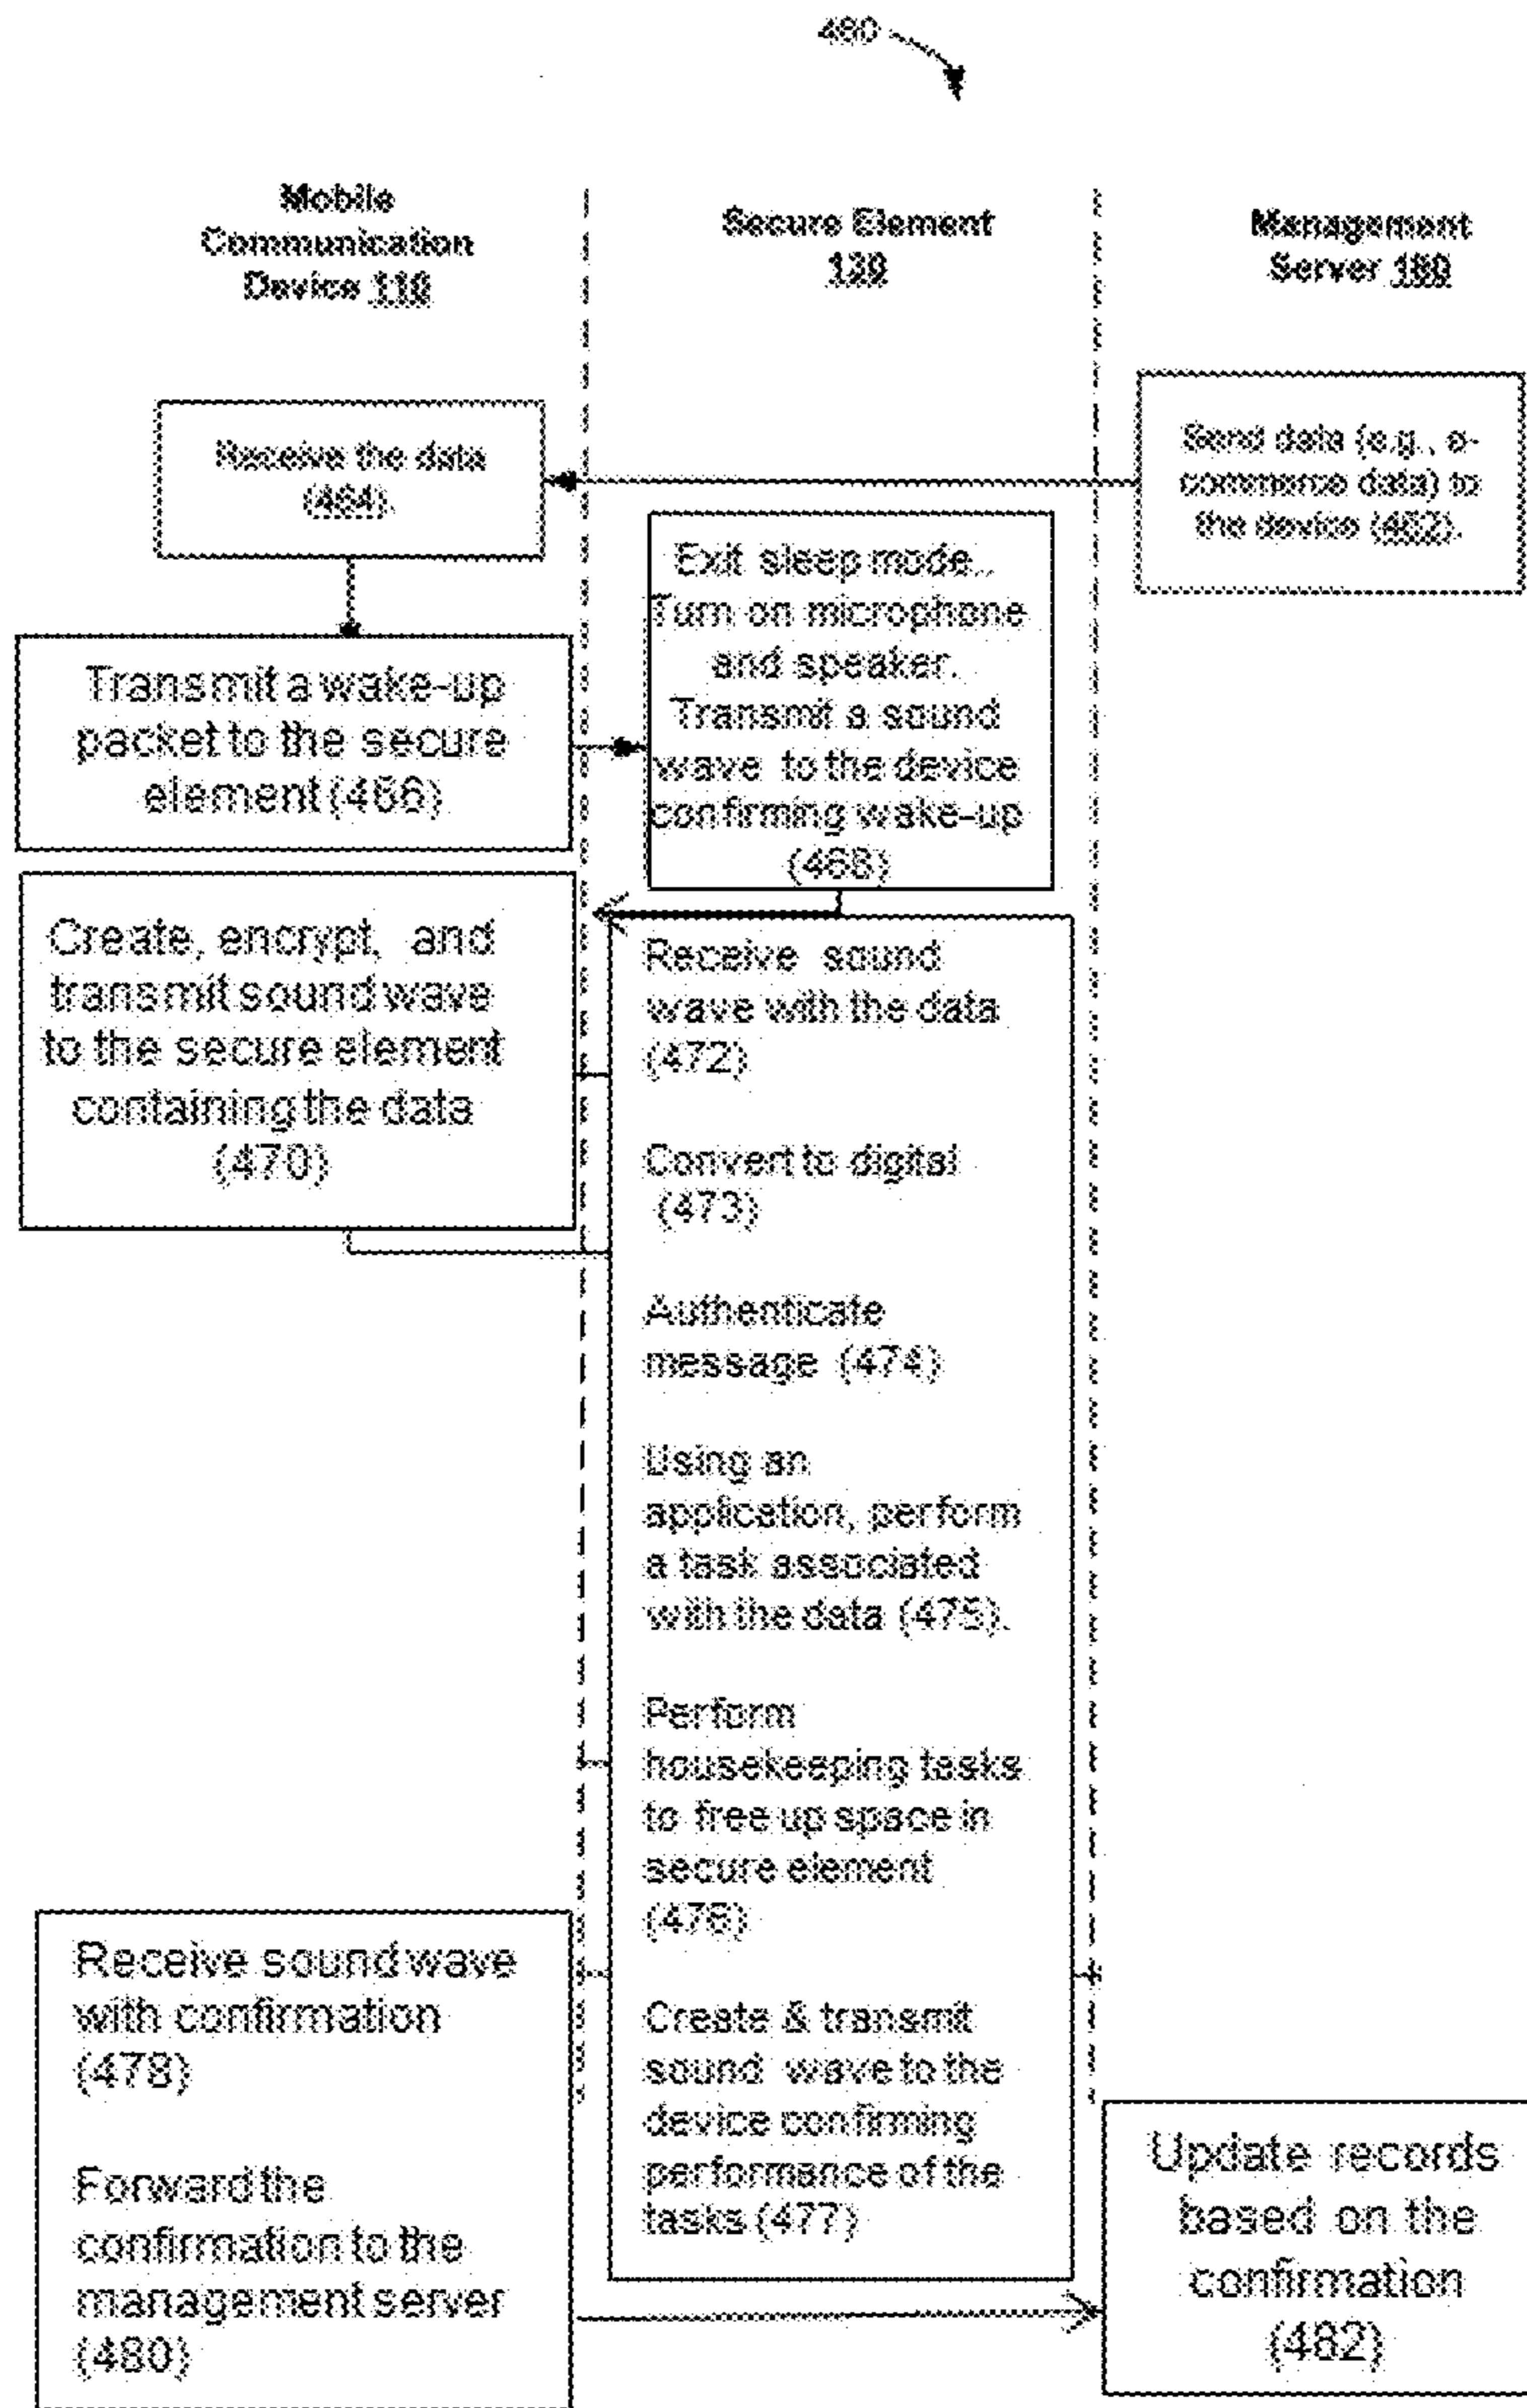 Mobile
Communication
Device 110
Secure Element
120
Management
Server 180
Receive the data
(464).
Send data (e.g., e-
commerce data) to
the device (462).
Exit sleep mode.
Turn on microphone
and speaker.
Transmit a sound
wave to the device
confirming wake-up
(468)
Transmit a wake-up
packet to the secure
element (466)
Create, encrypt, and
transmit sound wave
to the secure element
containing the data
(470)
Receive sound
wave with the data
(472)
Convert to digital
(473)
Authenticate
message (474)
Using an
application, perform
a task associated
with the data (475).
Perform
housekeeping tasks
to free up space in
secure element
(476)
Create & transmit
sound wave to the
device confirming
performance of the
tasks (477)
Receive sound wave
with confirmation
(478)
Forward the
confirmation to the
management server
(480)
Update records
based on the
confirmation
(482)